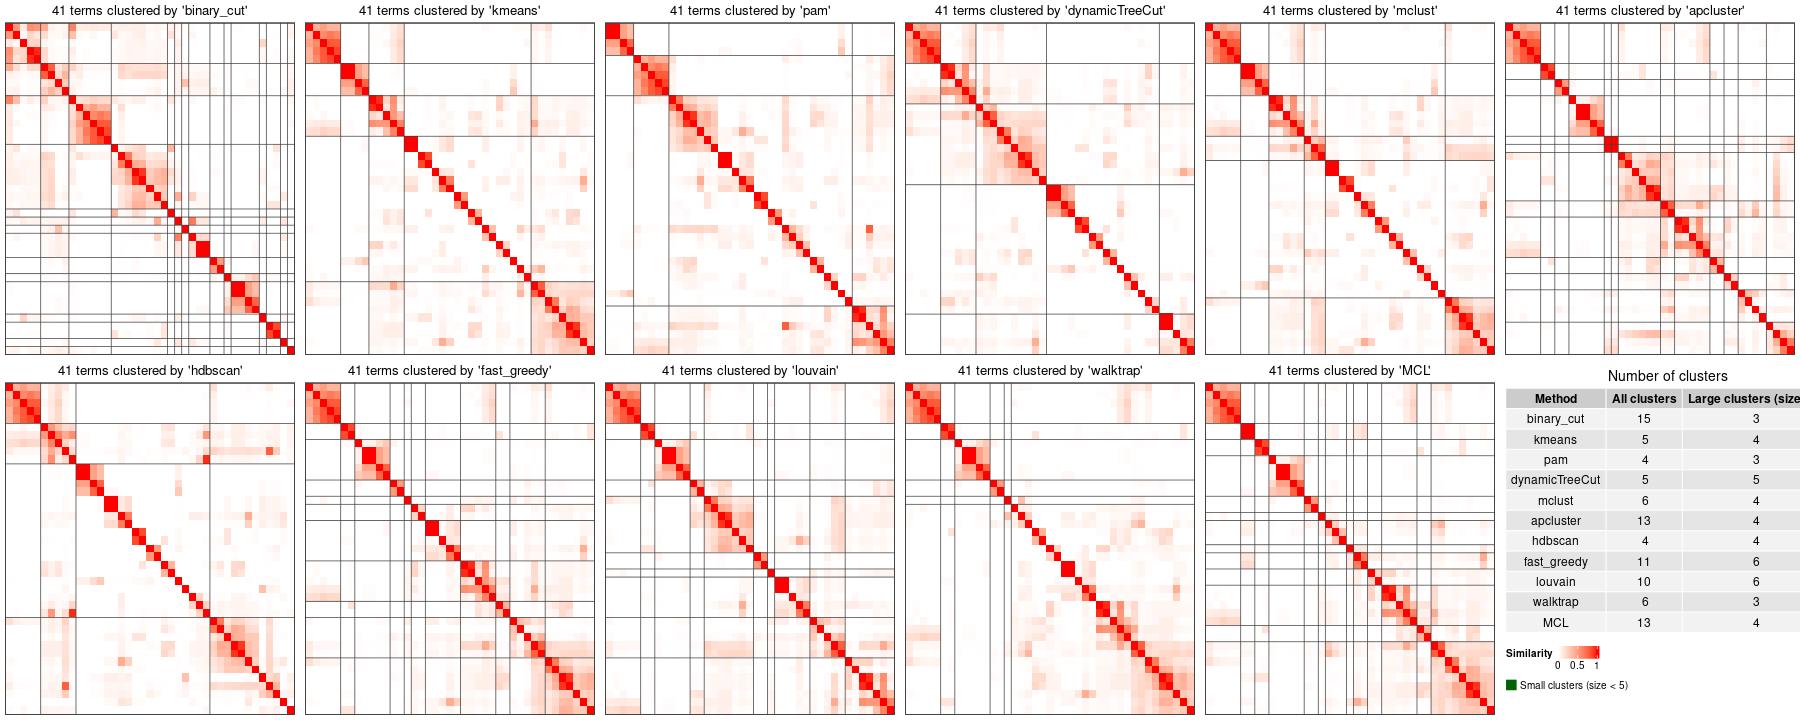 41 terms clustered by 'binary_cut'
41 terms clustered by 'kmeans'
41 terms clustered by 'pam'
41 terms clustered by 'dynamicTreeCut'
41 terms clustered by 'mclust'
41 terms clustered by 'apcluster'
41 terms clustered by 'hdbscan'
41 terms clustered by 'fast_greedy'
41 terms clustered by 'louvain'
41 terms clustered by 'walktrap'
41 terms clustered by 'MCL'
Number of clusters
Method All clusters Large clusters (size
binary_cut 15 3
kmeans 5 4
pam 4 3
dynamicTreeCut 5 5
mclust 6 4
apcluster 13 4
hdbscan 4 4
fast_greedy 11 6
louvain 10 6
walktrap 6 3
MCL 13 4
Similarity
0 0.5 1
Small clusters (size < 5)